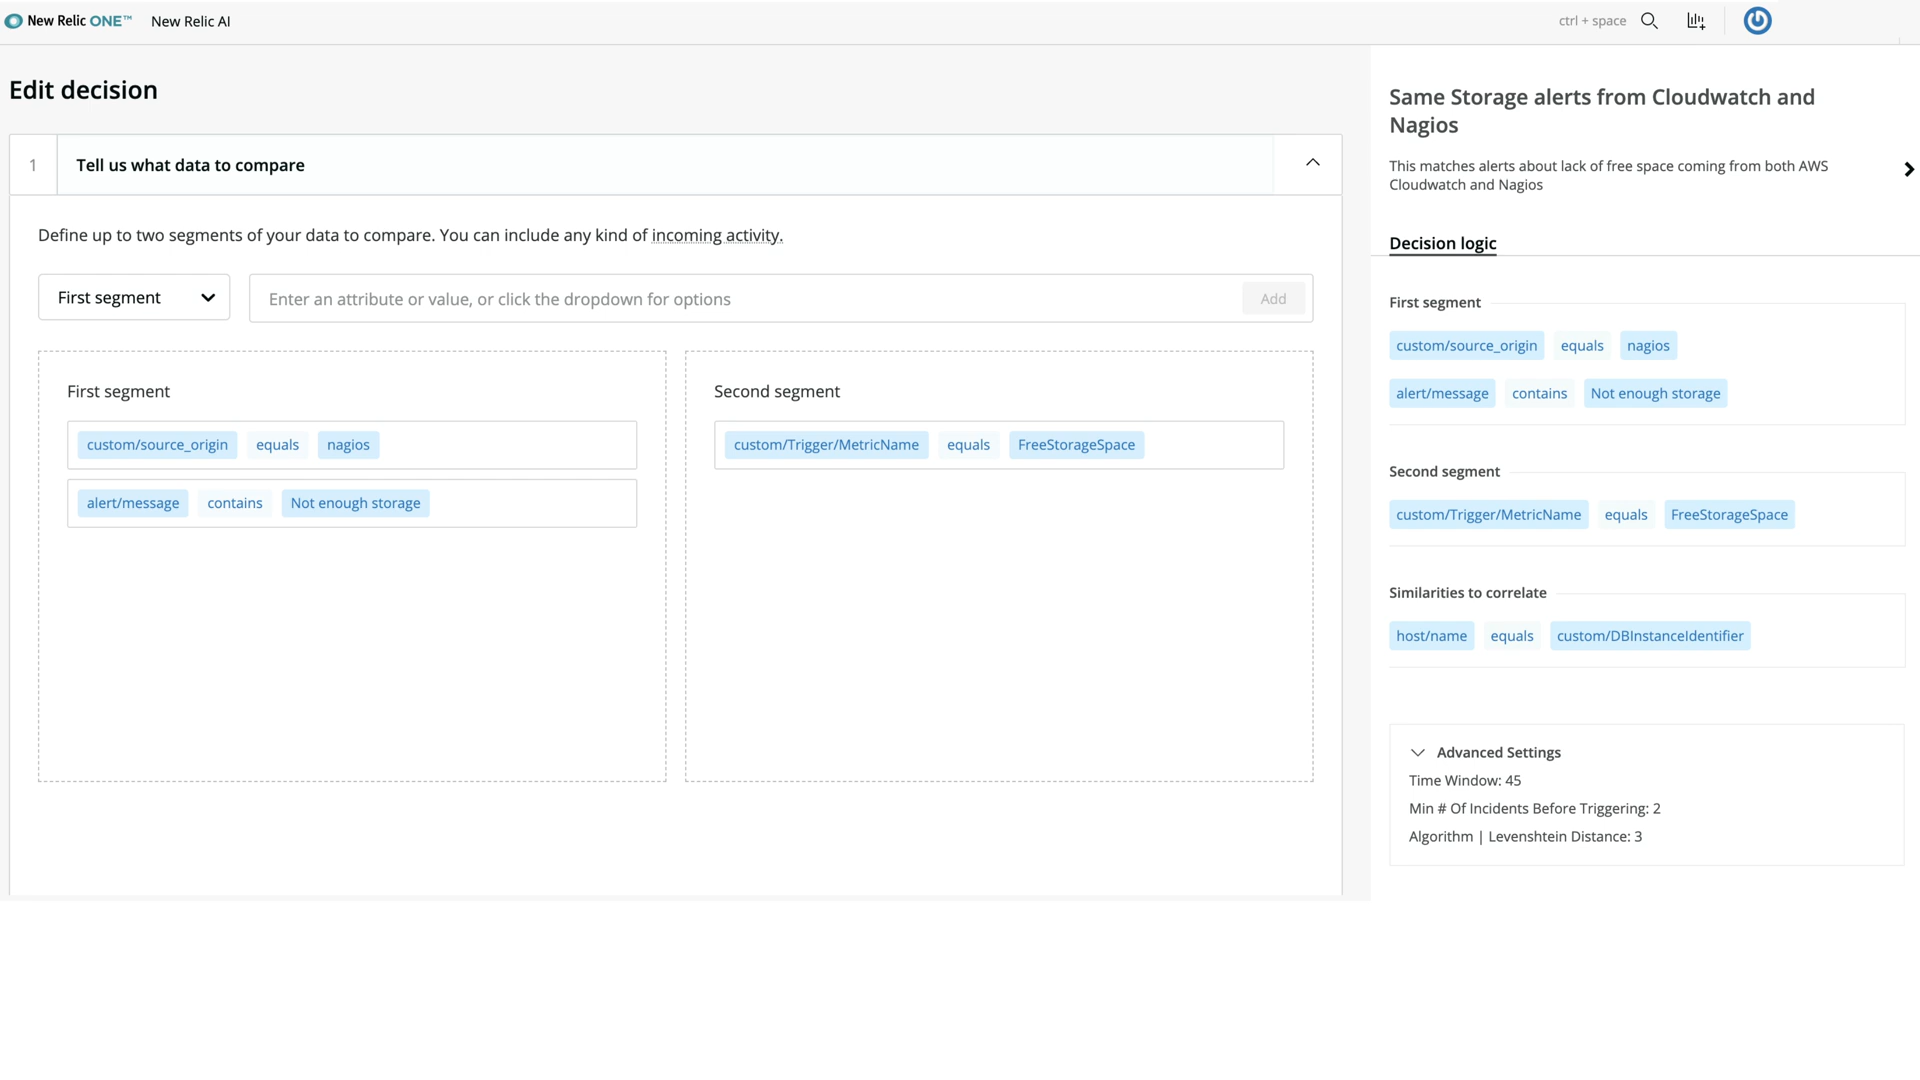 New Relic ONE™ New Relic AI ctrl + space
Edit decision
1 Tell us what data to compare
Define up to two segments of your data to compare. You can include any kind of incoming activity.
First segment Enter an attribute or value, or click the dropdown for options Add
First segment
custom/source_origin equals nagios
alert/message contains Not enough storage
Second segment
custom/Trigger/MetricName equals FreeStorageSpace
Same Storage alerts from Cloudwatch and
Nagios
This matches alerts about lack of free space coming from both AWS
Cloudwatch and Nagios
Decision logic
First segment
custom/source_origin equals nagios
alert/message contains Not enough storage
Second segment
custom/Trigger/MetricName equals FreeStorageSpace
Similarities to correlate
host/name equals custom/DBInstanceIdentifier
Advanced Settings
Time Window: 45
Min # Of Incidents Before Triggering: 2
Algorithm | Levenshtein Distance: 3